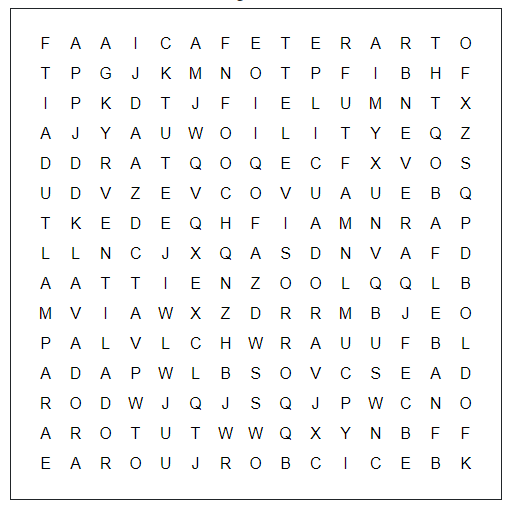 F A A I C A F E T E R A R T O
T P G J K M N O T P F I B H F
I P K D T J F I E L U M N T X
A J Y A U W O I L I T Y E Q Z
D D R A T Q O Q E C F X V O S
U D V Z E V C O V U A U E B Q
T K E D E Q H F I A M N R A P
L L N C J X Q A S D N V A F D
A A T T I E N Z O O L Q Q L B
M V I A W X Z D R R M B J E O
P A L V L C H W R A U U F B L
A D A P W L B S O V C S E A D
R O D W J Q J S Q J P W C N O
A R O T U T W W Q X Y N B F F
E A R O U J R O B C I C E B K